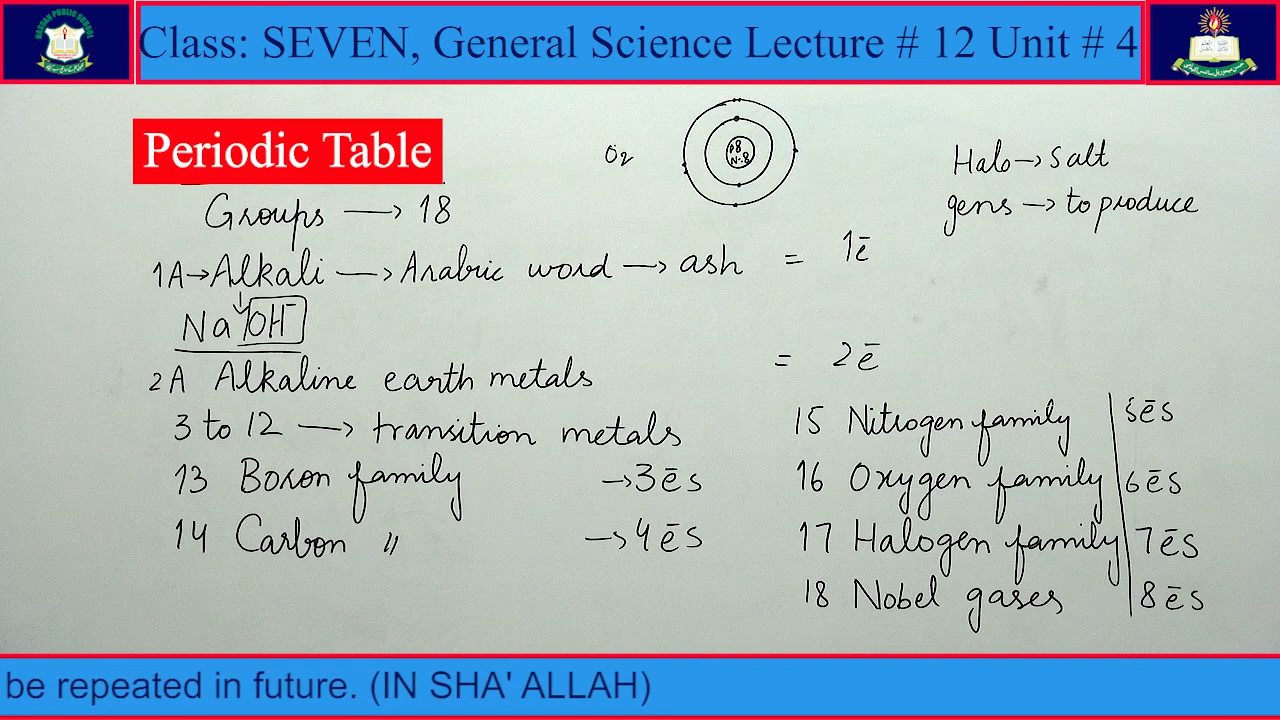 Class: SEVEN, General Science Lecture # 12 Unit # 4
Periodic Table
O2
P8
N.8
Halo → Salt
gens → to produce
Groups → 18
1A → Alkali → Arabic word → ash = 1ē
NaOH⁻
2A Alkaline earth metals = 2ē
3 to 12 → transition metals
13 Boron family → 3ēs
14 Carbon " → 4ēs
15 Nitrogen family 5ēs
16 Oxygen family 6ēs
17 Halogen family 7ēs
18 Nobel gases 8ēs
be repeated in future. (IN SHA' ALLAH)